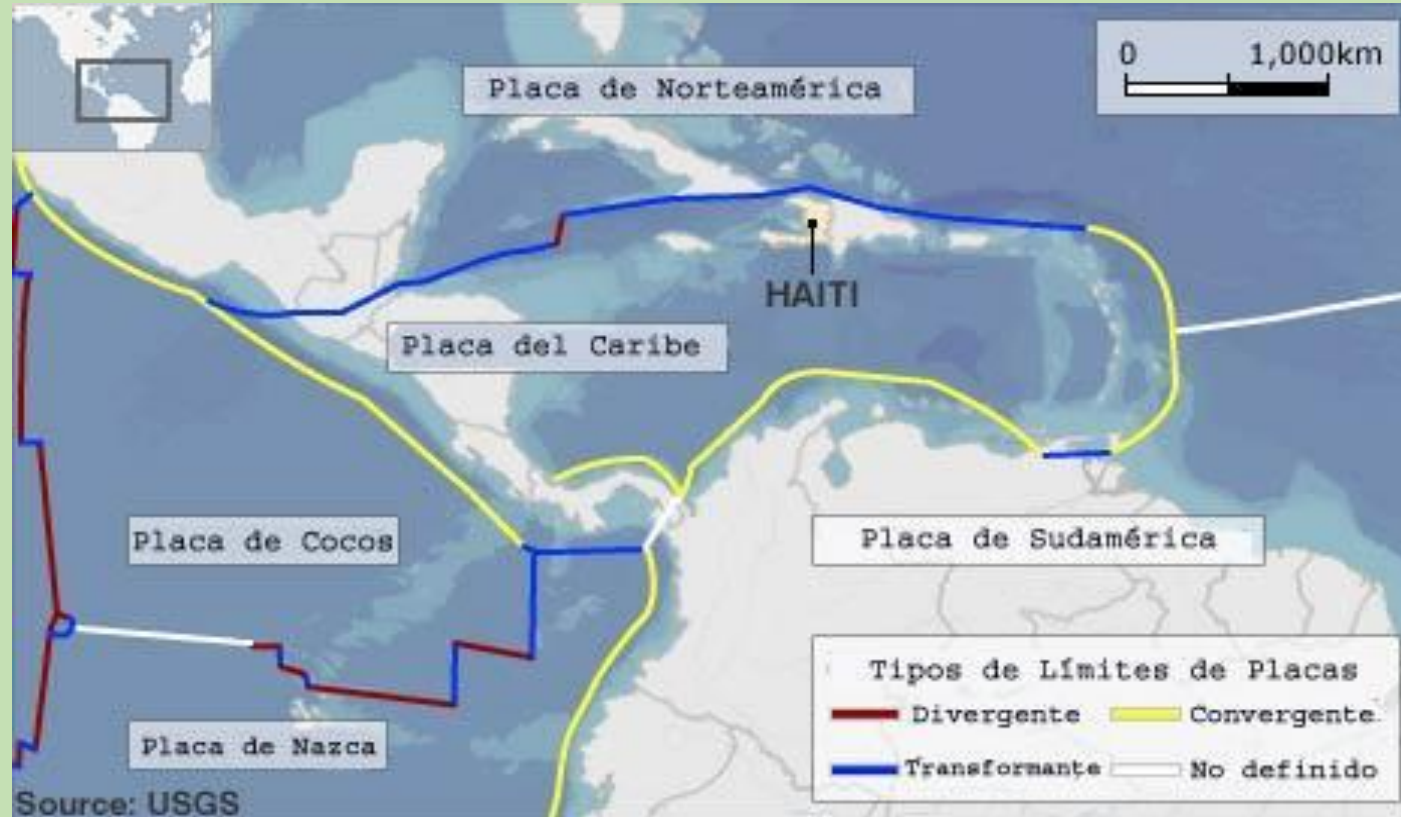 Placa de Norteamérica
0 1,000km
HAITI
Placa del Caribe
Placa de Cocos
Placa de Sudamérica
Placa de Nazca
Tipos de Límites de Placas
Divergente Convergente
Transformante No definido
Source: USGS